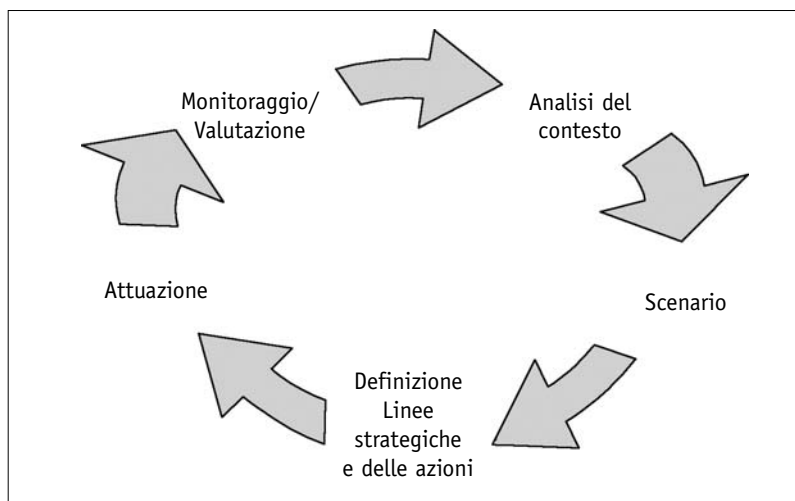 Monitoraggio/
Valutazione
Analisi del
contesto
Attuazione
Scenario
Definizione
Linee
strategiche
e delle azioni